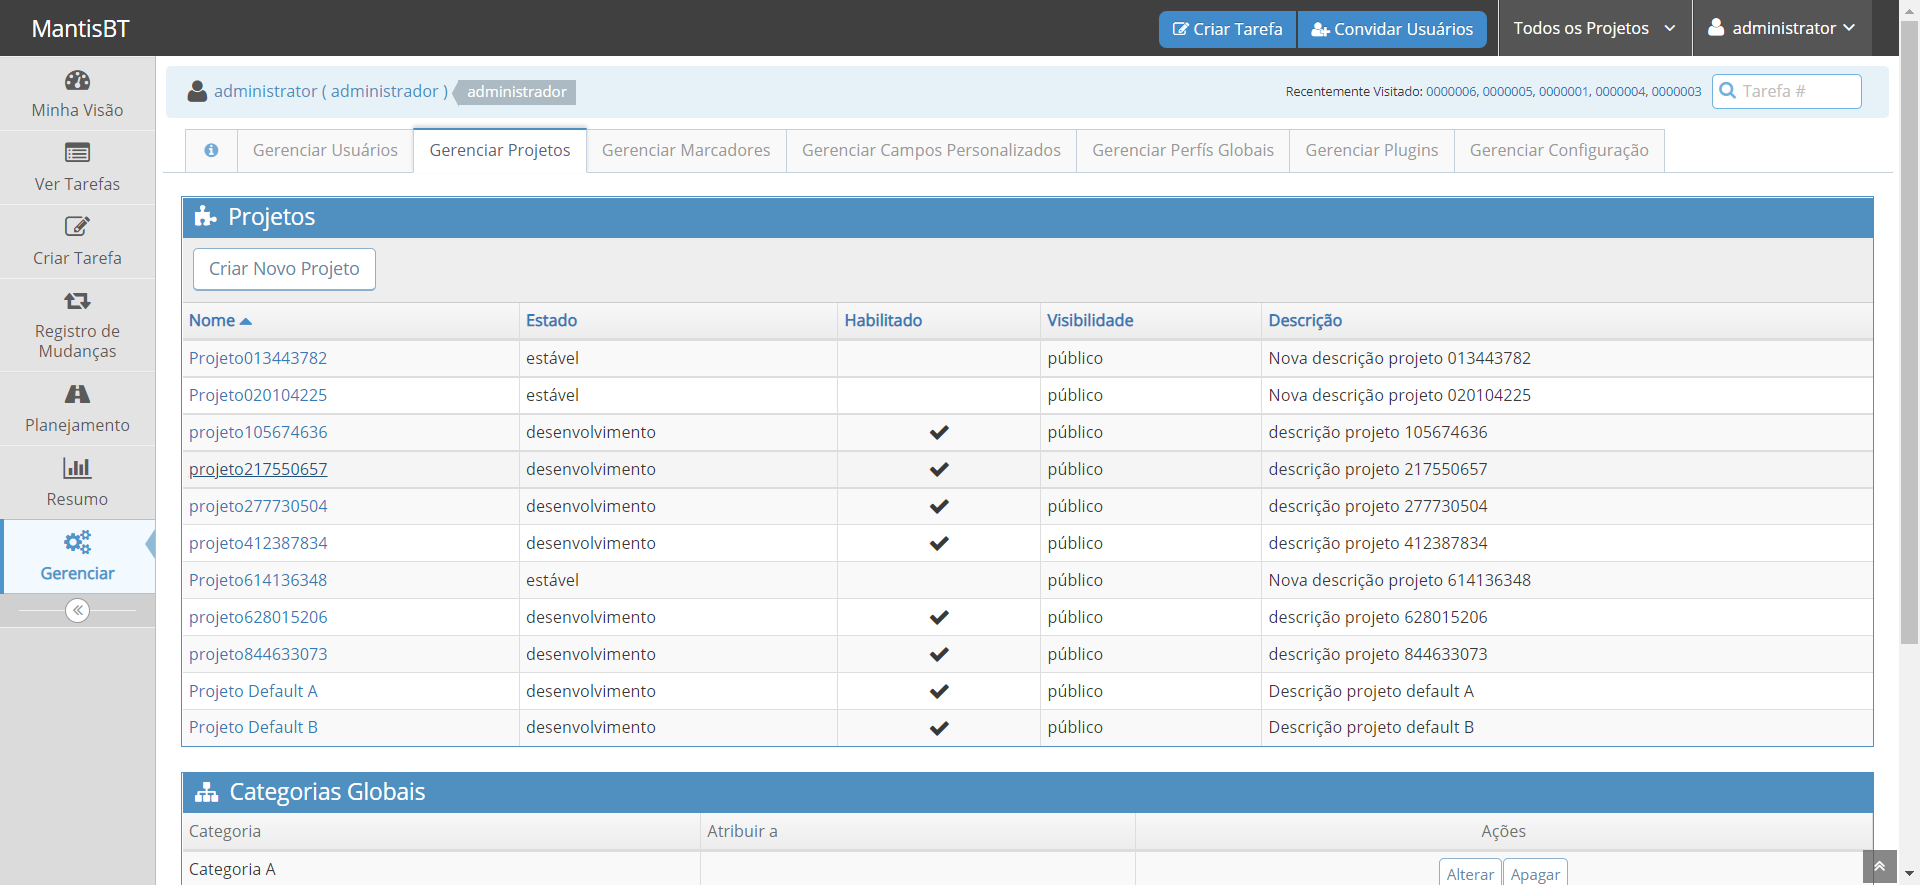 MantisBT
Criar Tarefa
Convidar Usuários
Todos os Projetos
administrator
Minha Visão
Ver Tarefas
Criar Tarefa
Registro de
Mudanças
Planejamento
Resumo
Gerenciar
administrator ( administrador ) administrador
Recentemente Visitado: 0000006, 0000005, 0000001, 0000004, 0000003
Tarefa #
Gerenciar Usuários
Gerenciar Projetos
Gerenciar Marcadores
Gerenciar Campos Personalizados
Gerenciar Perfís Globais
Gerenciar Plugins
Gerenciar Configuração
Projetos
Criar Novo Projeto
Nome Estado Habilitado Visibilidade Descrição
Projeto013443782 estável público Nova descrição projeto 013443782
Projeto020104225 estável público Nova descrição projeto 020104225
projeto105674636 desenvolvimento público descrição projeto 105674636
projeto217550657 desenvolvimento público descrição projeto 217550657
projeto277730504 desenvolvimento público descrição projeto 277730504
projeto412387834 desenvolvimento público descrição projeto 412387834
Projeto614136348 estável público Nova descrição projeto 614136348
projeto628015206 desenvolvimento público descrição projeto 628015206
projeto844633073 desenvolvimento público descrição projeto 844633073
Projeto Default A desenvolvimento público Descrição projeto default A
Projeto Default B desenvolvimento público Descrição projeto default B
Categorias Globais
Categoria Atribuir a Ações
Categoria A Alterar Apagar